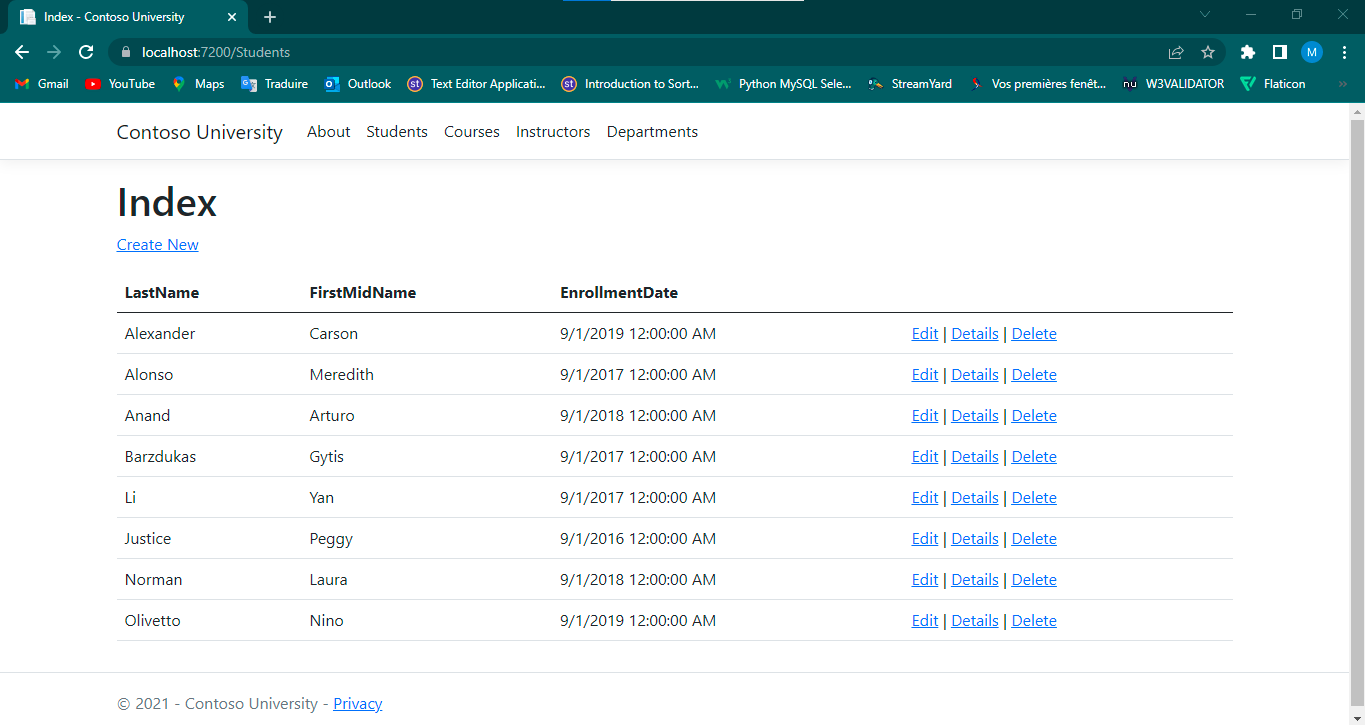 Index - Contoso University
localhost:7200/Students
M
Gmail YouTube Maps Traduire Outlook st Text Editor Applicati... st Introduction to Sort... Python MySQL Sele... StreamYard Vos premières fenêt... nu W3VALIDATOR Flaticon »
Contoso University About Students Courses Instructors Departments
Index
Create New
LastName FirstMidName EnrollmentDate
Alexander Carson 9/1/2019 12:00:00 AM Edit | Details | Delete
Alonso Meredith 9/1/2017 12:00:00 AM Edit | Details | Delete
Anand Arturo 9/1/2018 12:00:00 AM Edit | Details | Delete
Barzdukas Gytis 9/1/2017 12:00:00 AM Edit | Details | Delete
Li Yan 9/1/2017 12:00:00 AM Edit | Details | Delete
Justice Peggy 9/1/2016 12:00:00 AM Edit | Details | Delete
Norman Laura 9/1/2018 12:00:00 AM Edit | Details | Delete
Olivetto Nino 9/1/2019 12:00:00 AM Edit | Details | Delete
© 2021 - Contoso University - Privacy